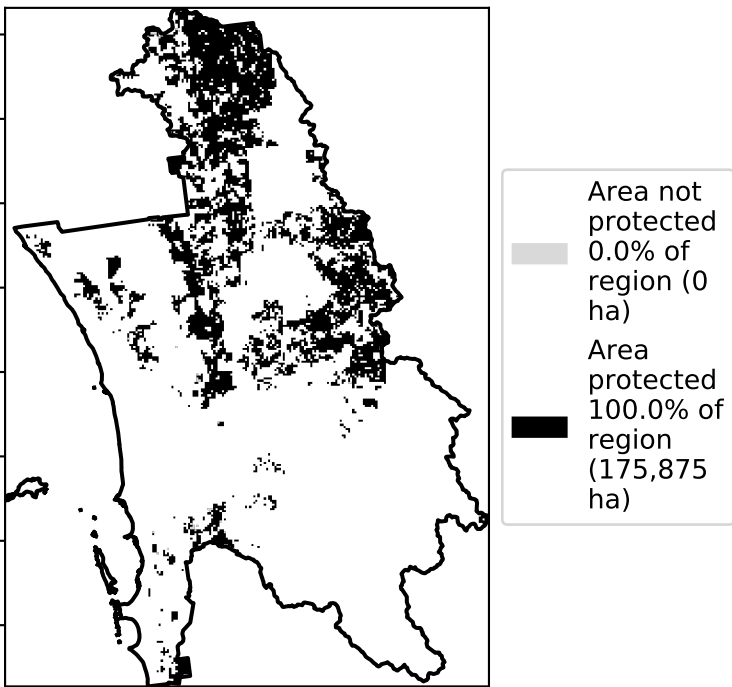 Area not
protected
0.0% of
region (0
ha)
Area
protected
100.0% of
region
(175,875
ha)